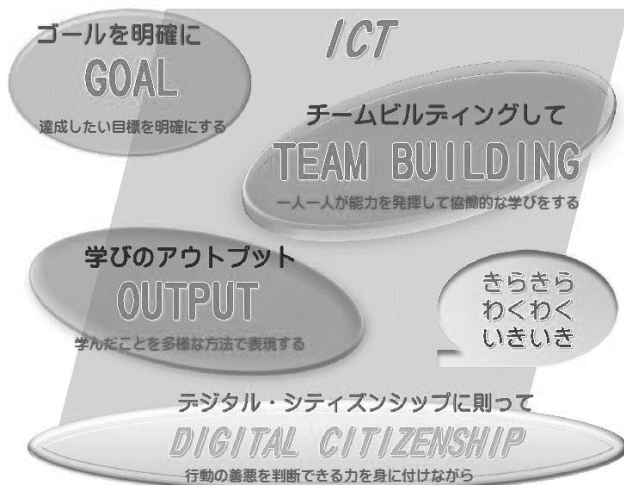 ゴールを明確に
GOAL
達成したい目標を明確にする
ICT
チームビルディングして
TEAM BUILDING
一人一人が能力を発揮して協働的な学びをする
学びのアウトプット
OUTPUT
学んだことを多様な方法で表現する
きらきら
わくわく
いきいき
デジタル・シティズンシップに則って
DIGITAL CITIZENSHIP
行動の善悪を判断できる力を身に付けながら